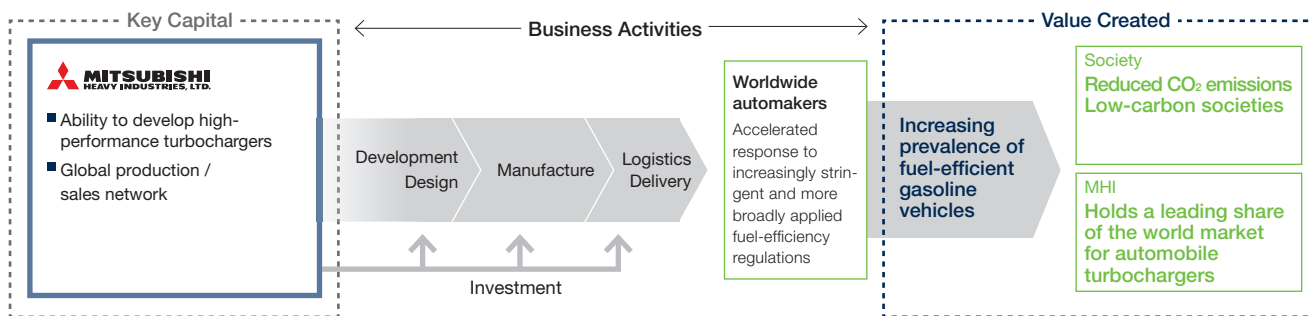 Key Capital
MITSUBISHI
HEAVY INDUSTRIES, LTD.
Ability to develop high-
performance turbochargers
Global production /
sales network
Business Activities
Development
Design
Manufacture
Logistics
Delivery
Investment
Worldwide
automakers
Accelerated
response to
increasingly strin-
gent and more
broadly applied
fuel-efficiency
regulations
Value Created
Increasing
prevalence of
fuel-efficient
gasoline
vehicles
Society
Reduced CO₂ emissions
Low-carbon societies
MHI
Holds a leading share
of the world market
for automobile
turbochargers